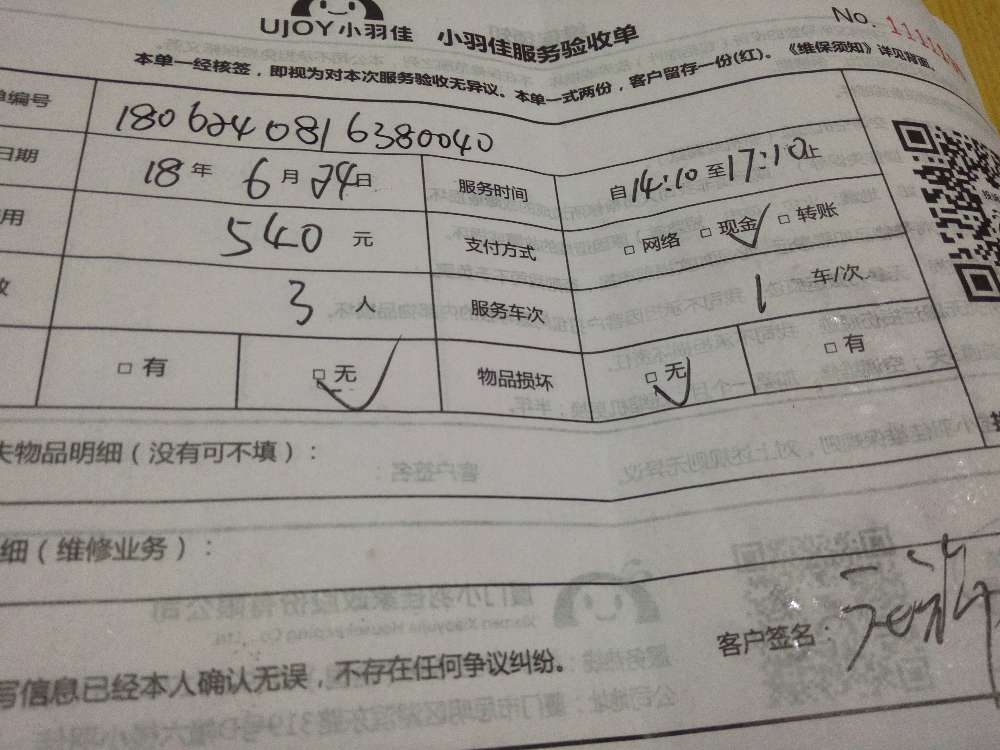 UJOY小羽佳 小羽佳服务验收单 No.
本单一经核签，即视为对本次服务验收无异议。本单一式两份，客户留存一份(红)。《维保须知》详见背面。
单编号 1806240816380040
日期 18年 6月24日 服务时间 自14:10至17:10止
用 540 元 支付方式 □网络 □现金√ □转账
数 3 人 服务车次 1 车/次
□有 □无√ 物品损坏 □无√ □有
失物品明细（没有可不填）：
细（维修业务）：
写信息已经本人确认无误，不存在任何争议纠纷。 客户签名：